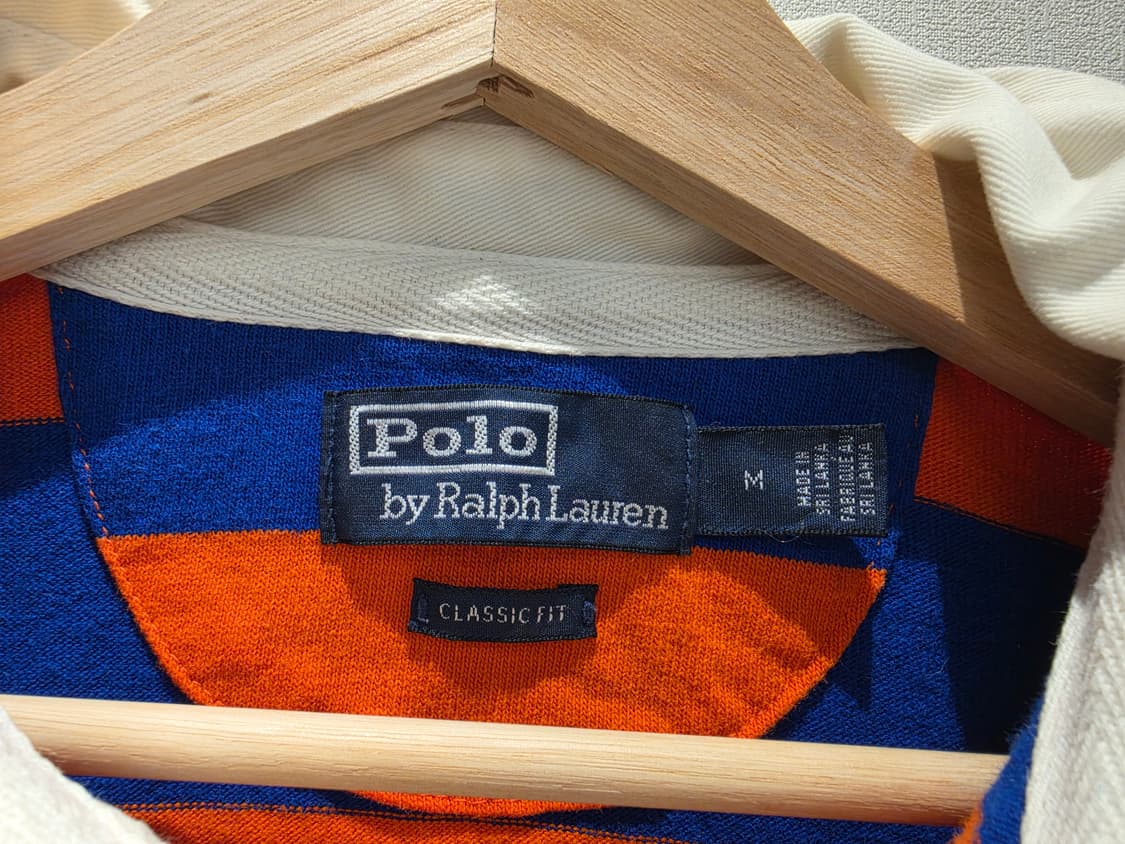 Polo
by Ralph Lauren
M
MADE IN
SRI LANKA
FABRIQUE AU
SRI LANKA
CLASSIC FIT